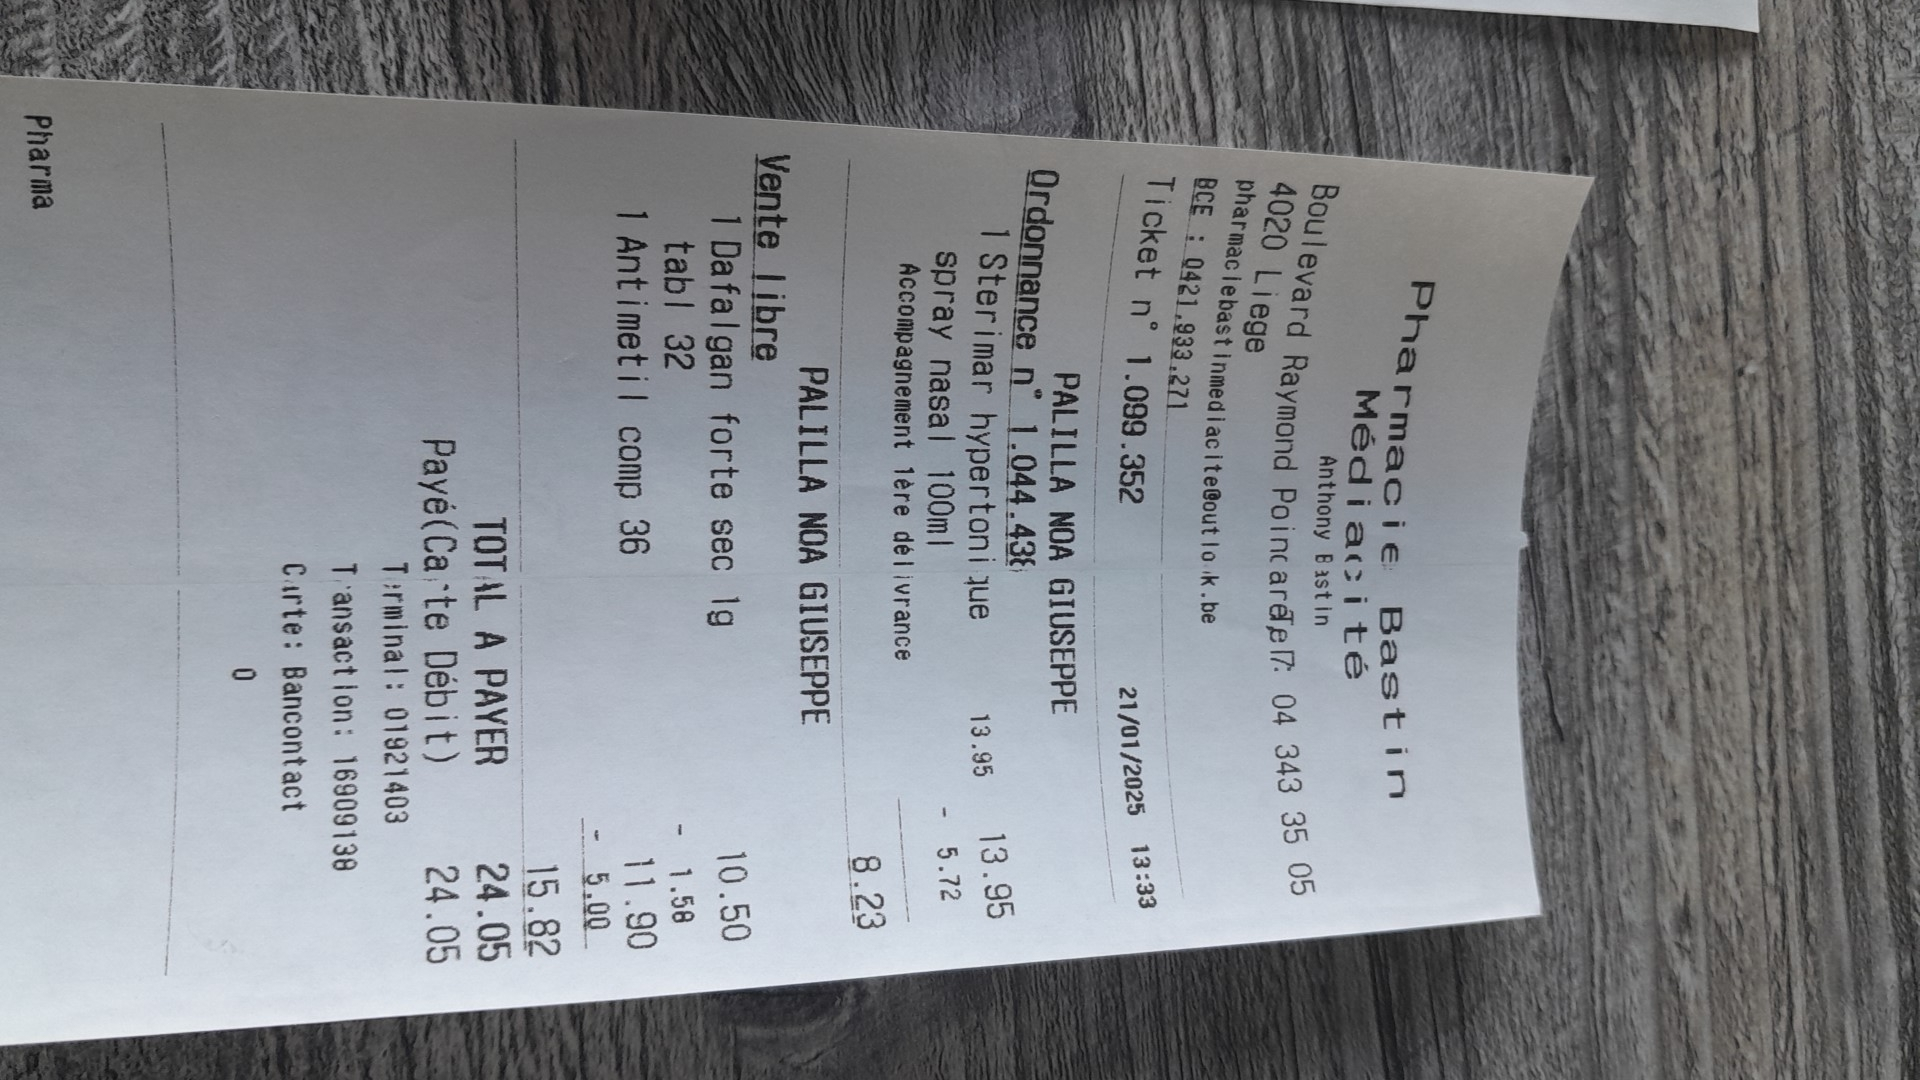 Pharmacie Bastin
Médiacité
Anthony Bastin
Boulevard Raymond Poincaré, 7 Tel: 04 343 35 05
4020 Liege
pharmaciebastinmediacite@outlook.be
BCE : 0421.933.271
Ticket n° 1.099.352 21/01/2025 13:33
PALILLA NOA GIUSEPPE
Ordonnance n° 1.044.438
1 Sterimar hypertonique 13.95 13.95
spray nasal 100ml - 5.72
Accompagnement 1ère délivrance
8.23
PALILLA NOA GIUSEPPE
Vente libre
1 Dafalgan forte sec 1g 10.50
tabl 32 - 1.58
1 Antimetil comp 36 11.90
- 5.00
15.82
TOTAL A PAYER 24.05
Payé(Carte Débit) 24.05
Terminal: 01921403
Transaction: 16909138
Carte: Bancontact
0
Pharma